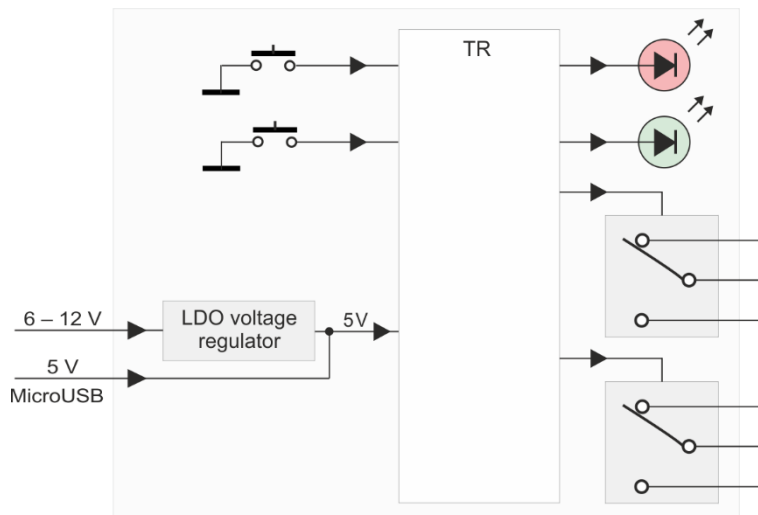 TR
6 – 12 V
LDO voltage
regulator
5V
5 V
MicroUSB